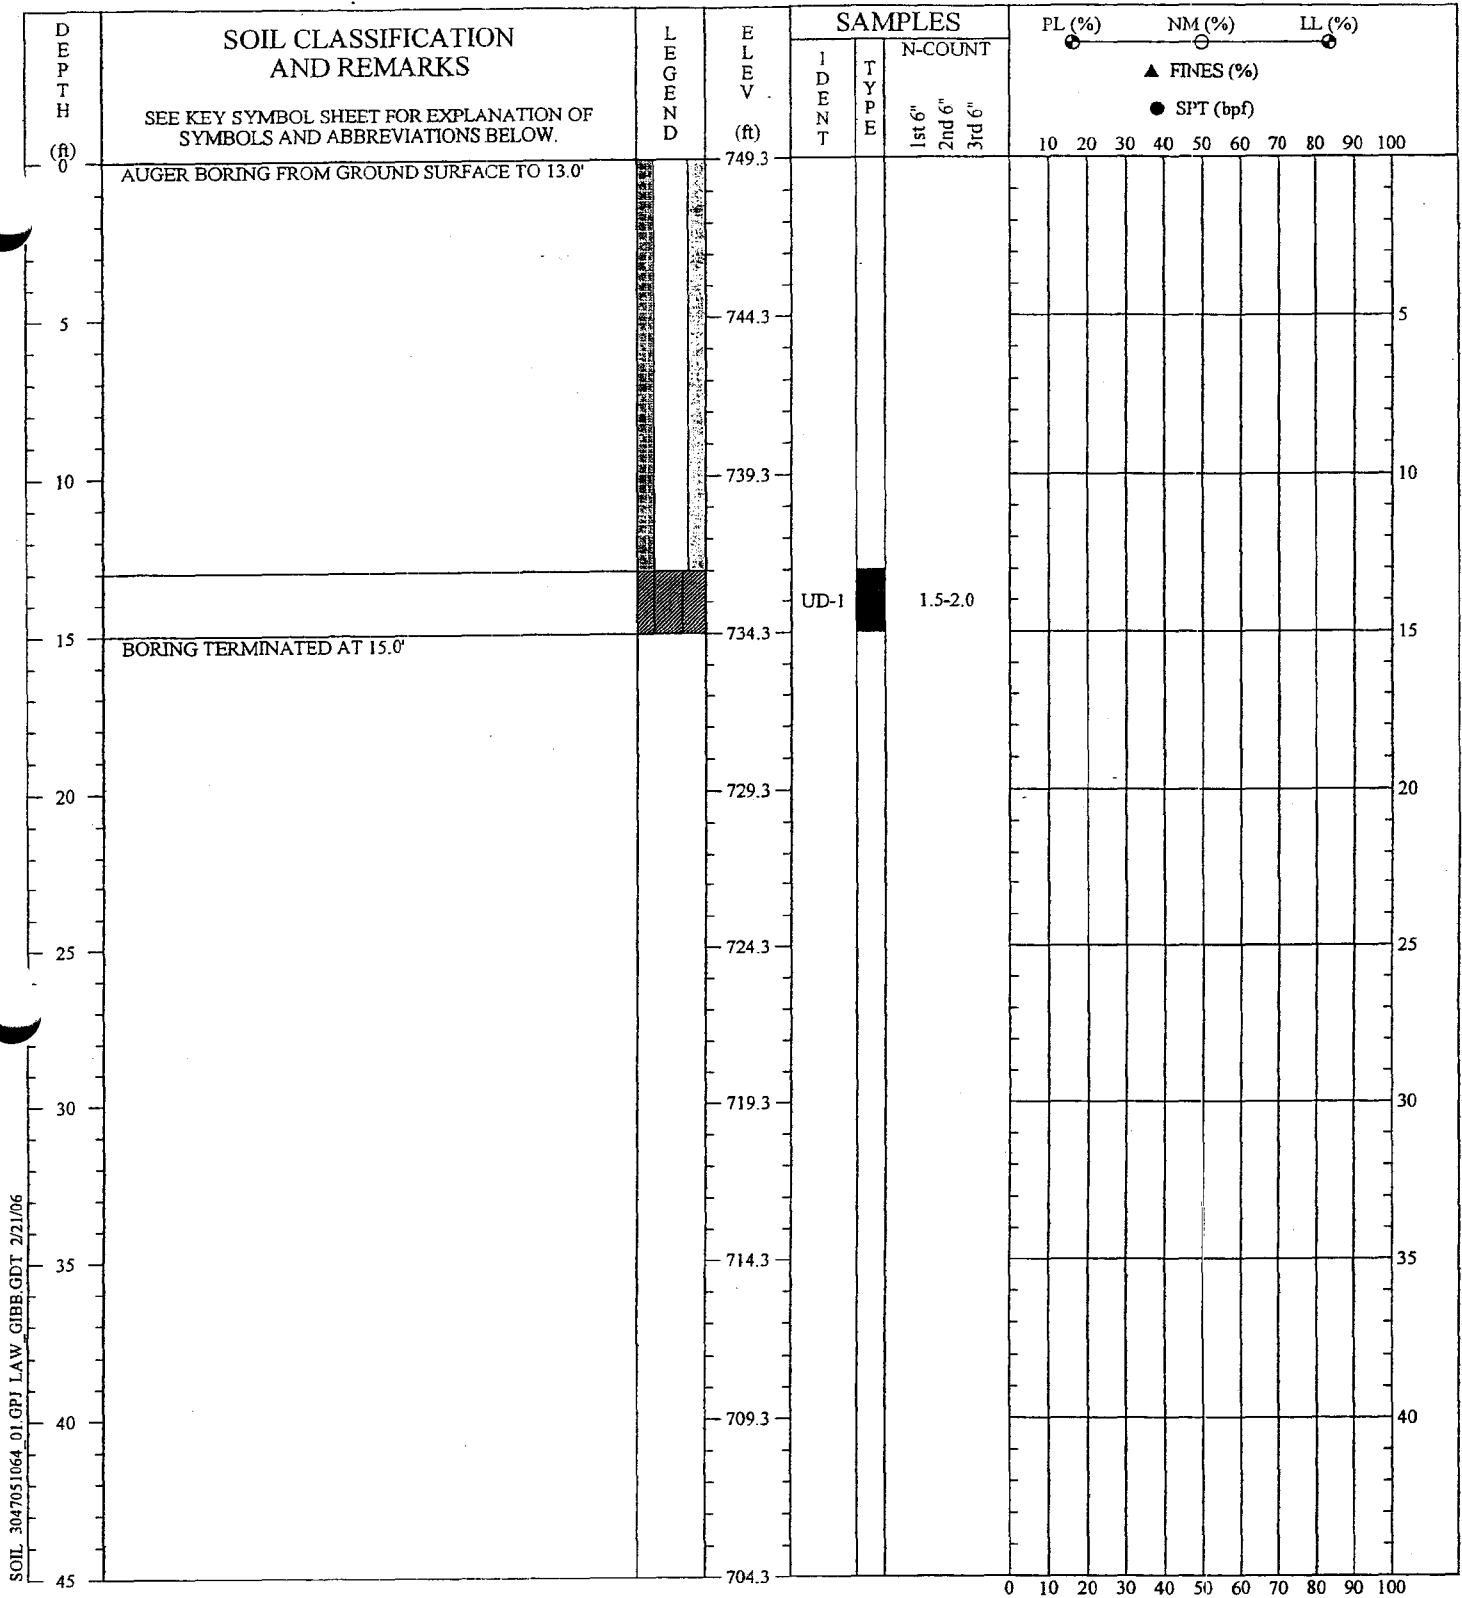 DEPTH (ft)
SOIL CLASSIFICATION
AND REMARKS
SEE KEY SYMBOL SHEET FOR EXPLANATION OF
SYMBOLS AND ABBREVIATIONS BELOW.
LEGEND
ELEV (ft)
SAMPLES
IDENT
TYPE
N-COUNT
1st 6"
2nd 6"
3rd 6"
PL (%) NM (%) LL (%)
▲ FINES (%)
● SPT (bpf)
10 20 30 40 50 60 70 80 90 100
0 749.3
AUGER BORING FROM GROUND SURFACE TO 13.0'
5 744.3 5
10 739.3 10
UD-1 1.5-2.0
15 734.3 15
BORING TERMINATED AT 15.0'
20 729.3 20
25 724.3 25
30 719.3 30
35 714.3 35
40 709.3 40
45 704.3
0 10 20 30 40 50 60 70 80 90 100
SOIL 3047051064_01.GPJ LAW_GIBB.GDT 2/21/06